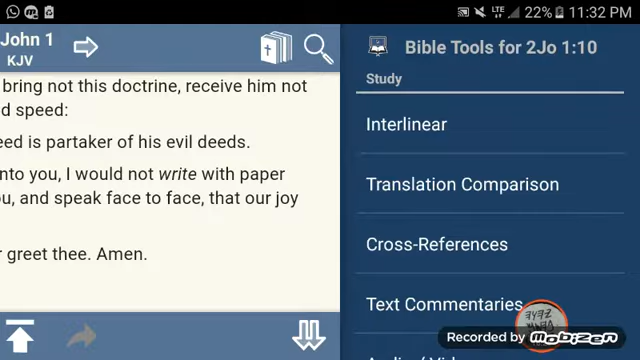 LTE 22% 11:32 PM
John 1
KJV
bring not this doctrine, receive him not
d speed:
eed is partaker of his evil deeds.
nto you, I would not write with paper
u, and speak face to face, that our joy
r greet thee. Amen.
Bible Tools for 2Jo 1:10
Study
Interlinear
Translation Comparison
Cross-References
Text Commentaries
Recorded by mobizen